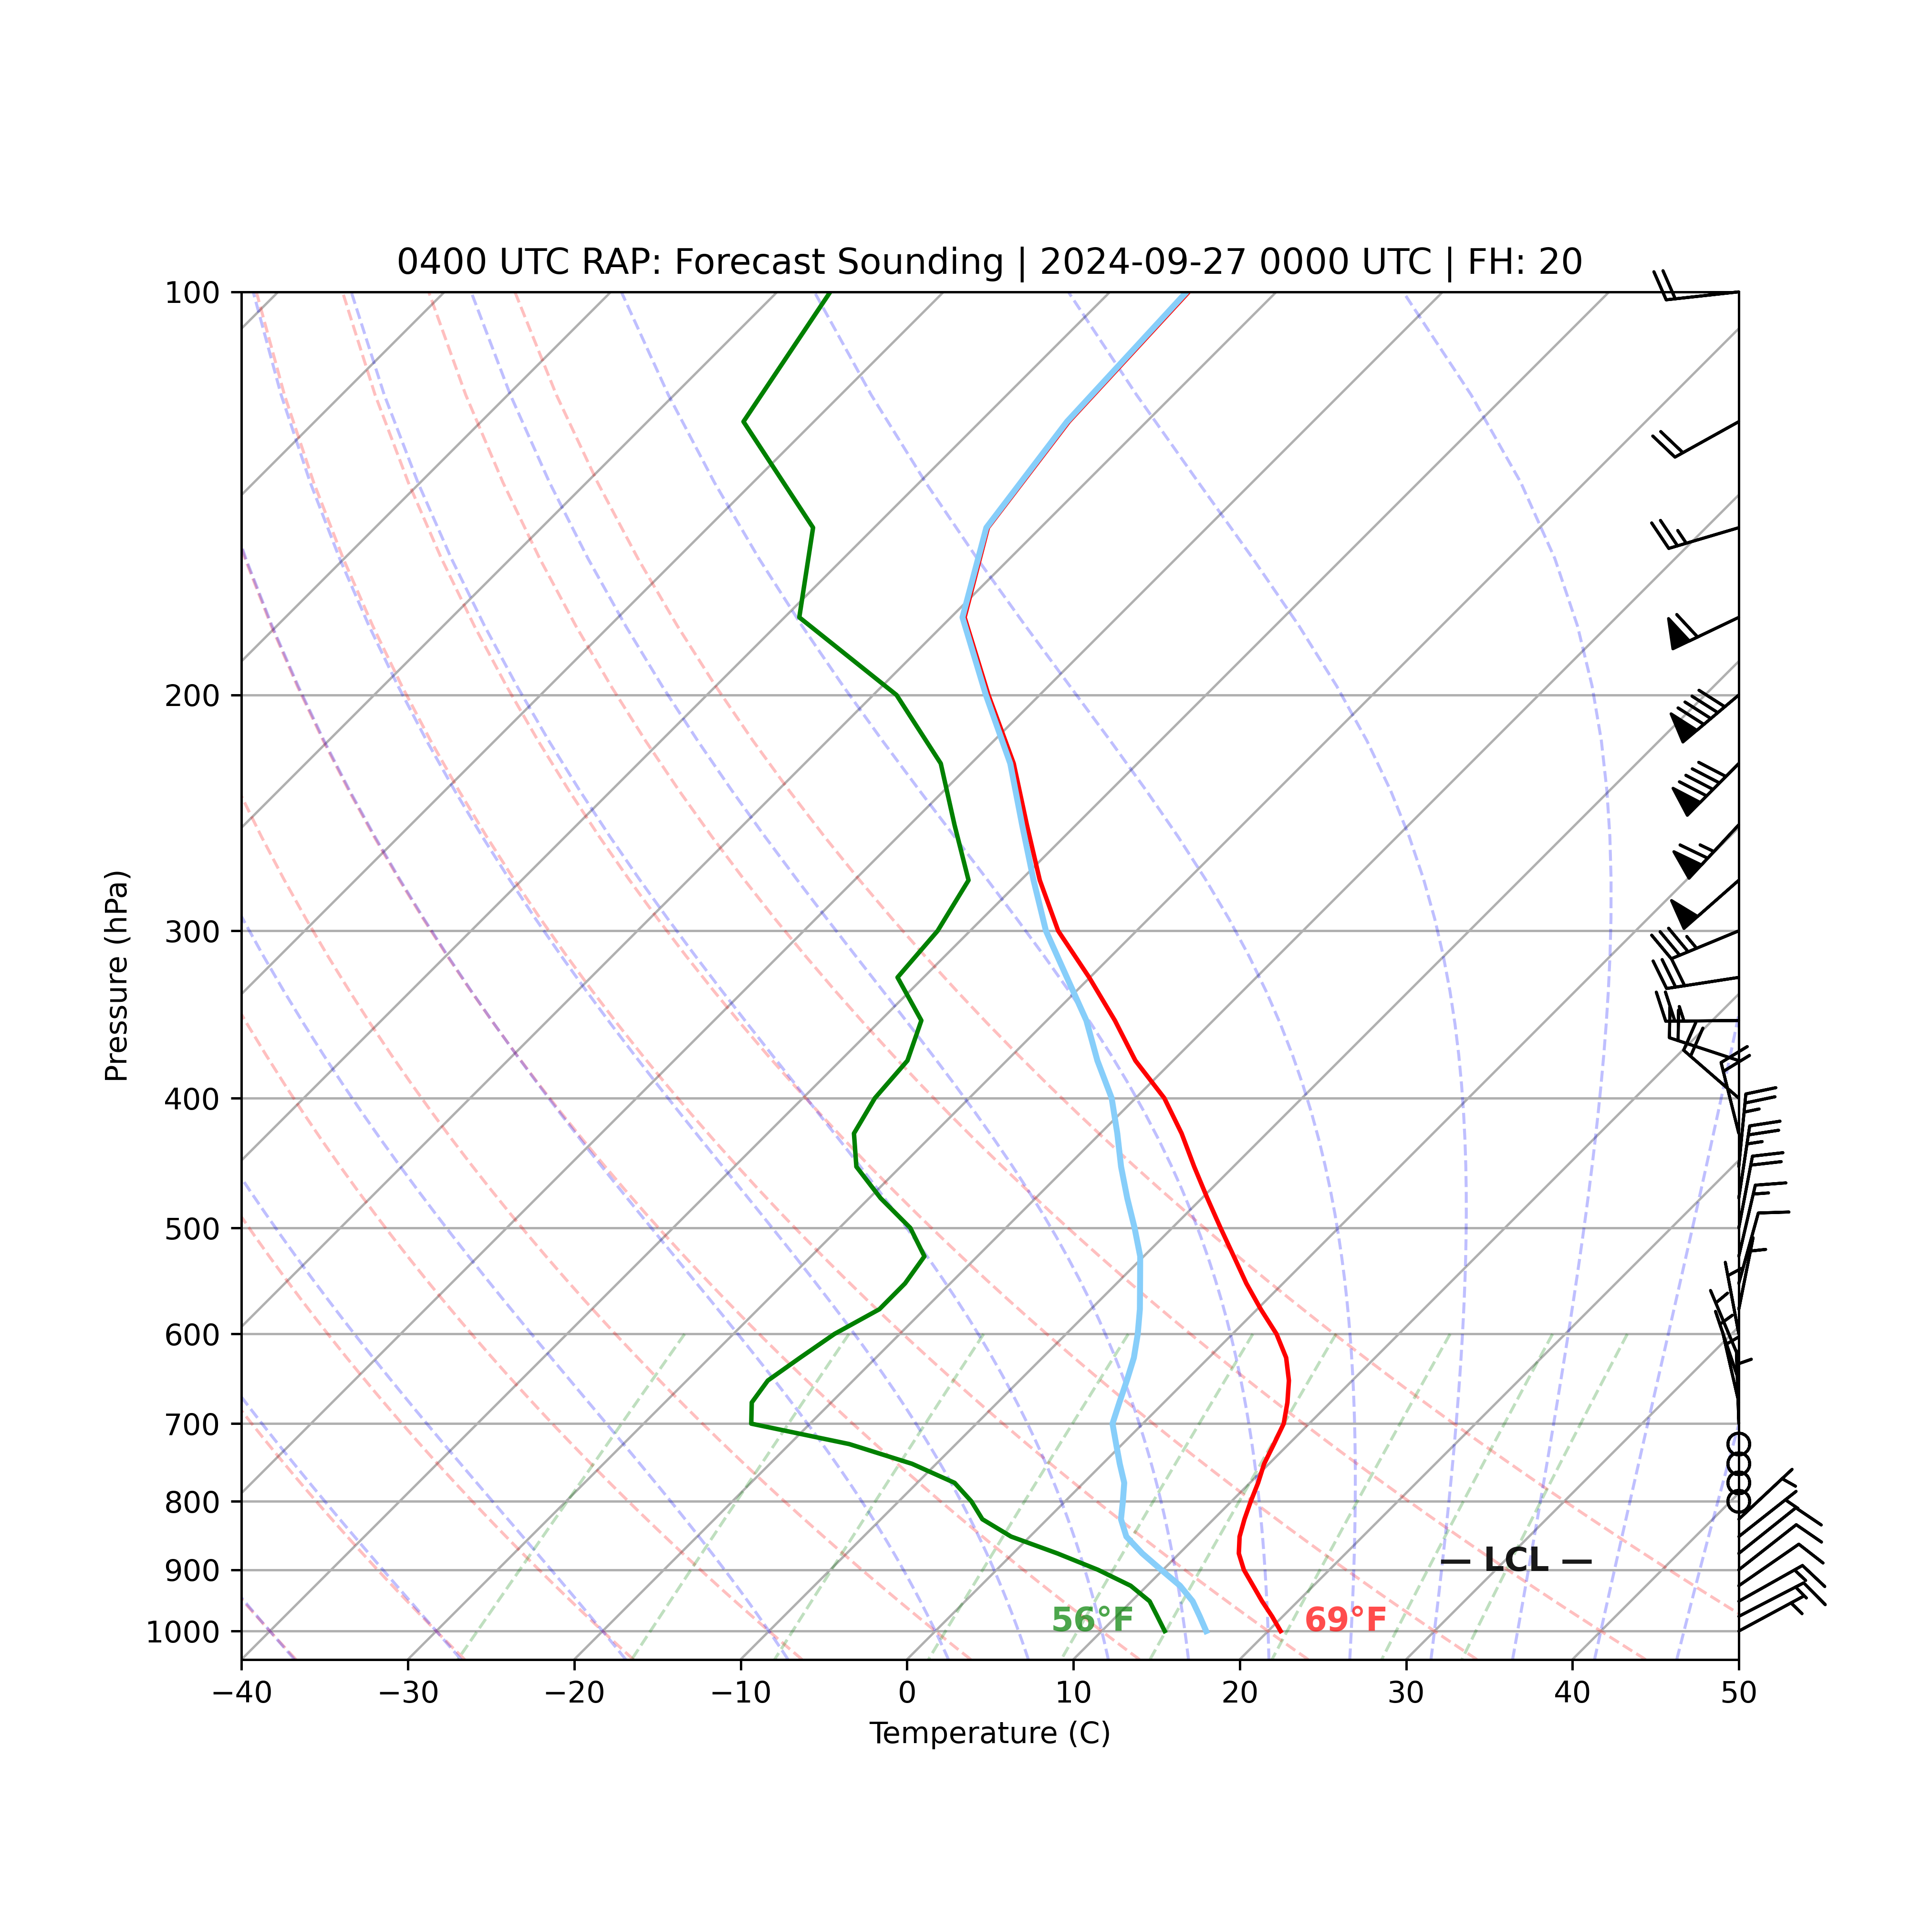 0400 UTC RAP: Forecast Sounding | 2024-09-27 0000 UTC | FH: 20
100
200
300
400
500
600
700
800
900
1000
Pressure (hPa)
— LCL —
56°F
69°F
−40 −30 −20 −10 0 10 20 30 40 50
Temperature (C)